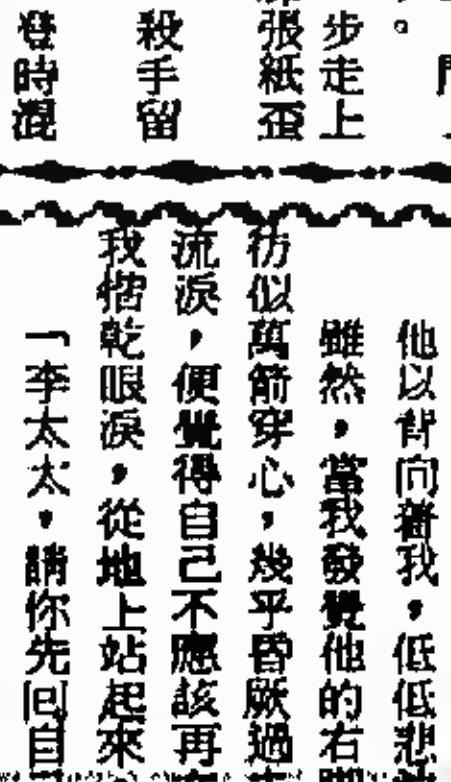 步走上
張紙歪
殺手留
登時混
他以背向著我，低低
雖然，當我發覺他的右腳
彷似萬箭穿心，幾乎昏厥過
流淚，便覺得自己不應該再
我揩乾眼淚，從地上站起來
「李太太，請你先回自